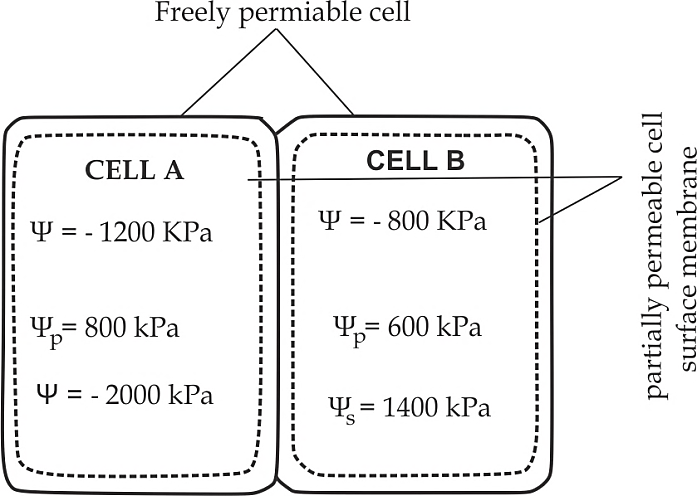 Freely permiable cell
CELL A
Ψ = - 1200 KPa
Ψp= 800 kPa
Ψ = - 2000 kPa
CELL B
Ψ = - 800 KPa
Ψp= 600 kPa
Ψs = 1400 kPa
partially permeable cell
surface membrane